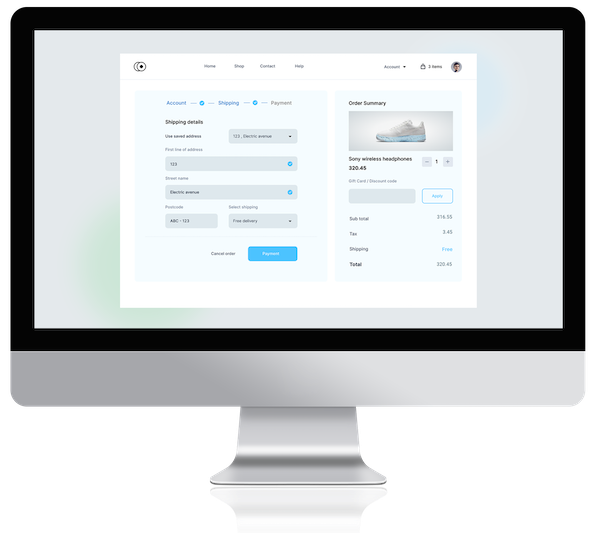 Home Shop Contact Help Account 3 items
Account Shipping Payment
Shipping details
Use saved address 123 . Electric avenue
First line of address
123
Street name
Electric avenue
Postcode Select shipping
ABC - 123 Free delivery
Cancel order Payment
Order Summary
Sony wireless headphones
320.45
1
Gift Card / Discount code
Apply
Sub total 316.55
Tax 3.45
Shipping Free
Total 320.45